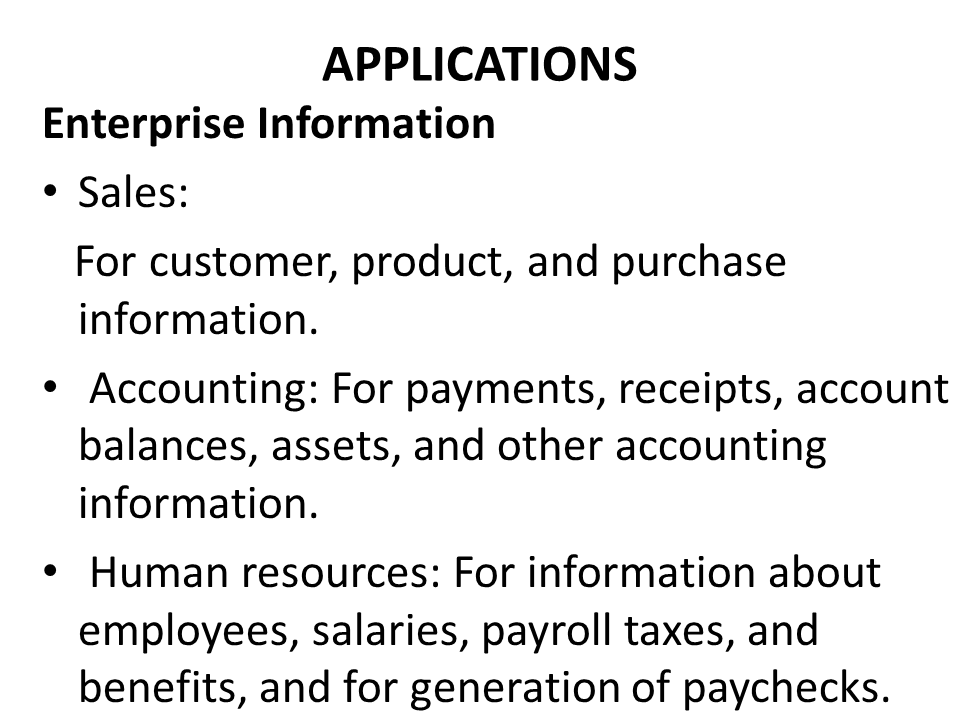 APPLICATIONS
Enterprise Information
• Sales:
For customer, product, and purchase
information.
• Accounting: For payments, receipts, account
balances, assets, and other accounting
information.
• Human resources: For information about
employees, salaries, payroll taxes, and
benefits, and for generation of paychecks.